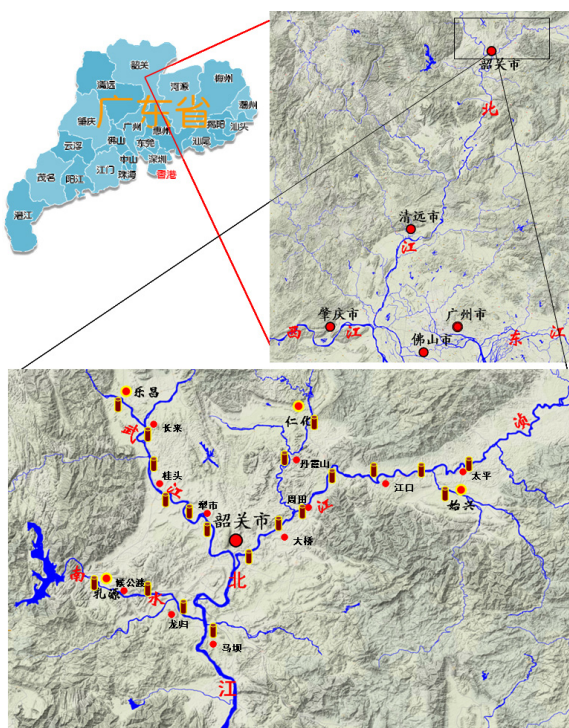 韶关
清远
河源
梅州
潮州
广东省
肇庆
广州
惠州
揭阳
汕头
云浮
佛山
东莞
汕尾
茂名
阳江
江门
中山
深圳
珠海
香港
湛江
韶关市
北
清远市
江
肇庆市
广州市
西 江
佛山市
东 江
乐昌
仁化
浈
武
长来
丹霞山
太平
桂头
江
江口
周田
江
始兴
犁市
韶关市
大桥
南
侯公渡
乳源
水
北
龙归
马坝
江